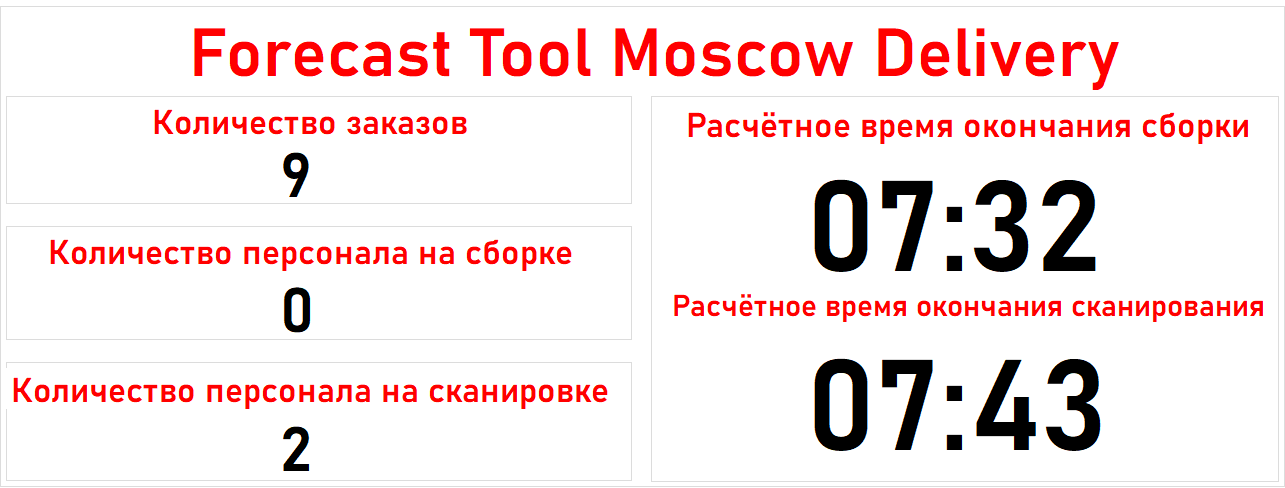 Forecast Tool Moscow Delivery
Количество заказов
9
Количество персонала на сборке
0
Количество персонала на сканировке
2
Расчётное время окончания сборки
07:32
Расчётное время окончания сканирования
07:43